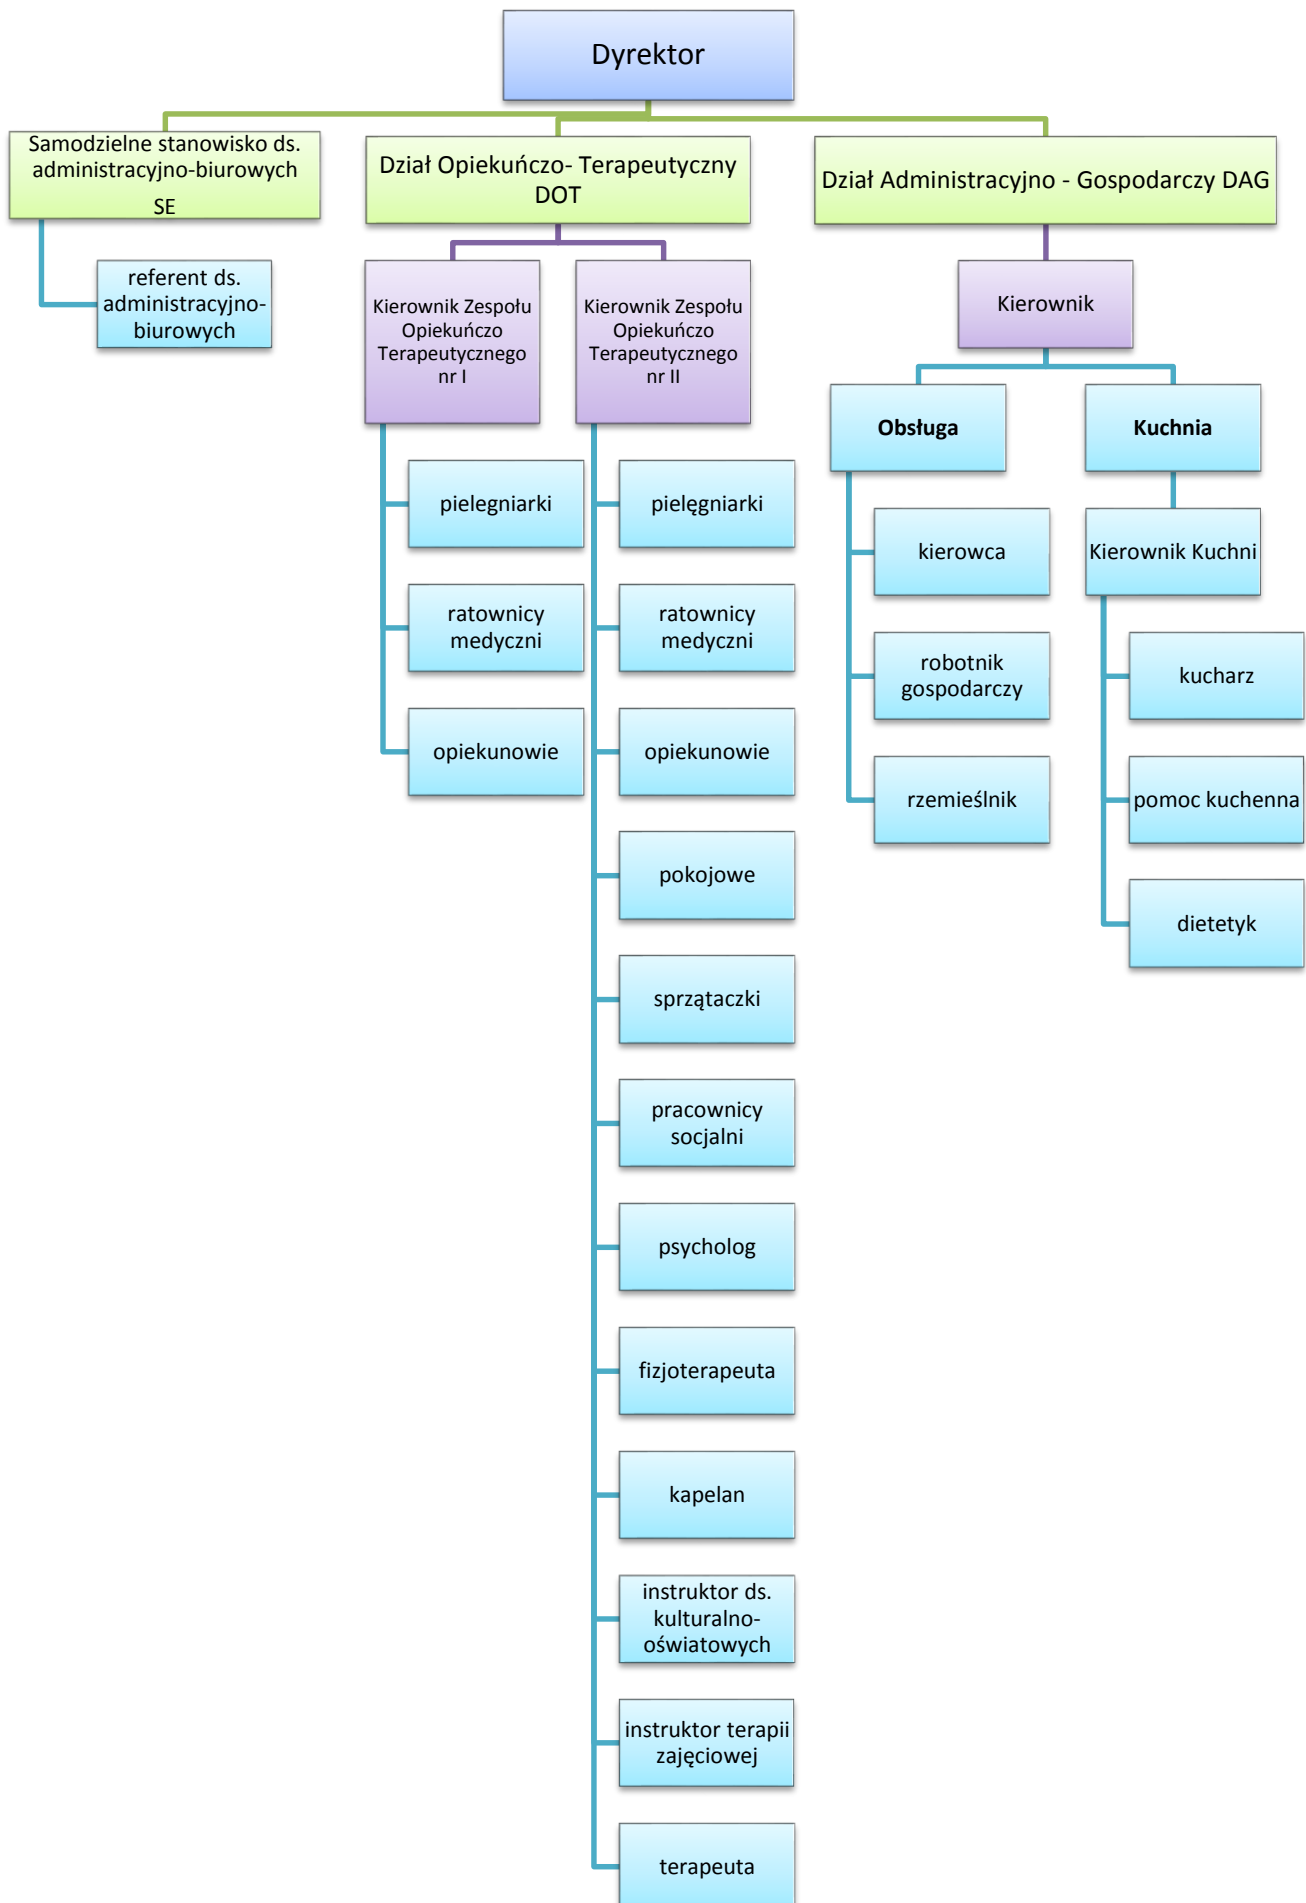 Dyrektor
Samodzielne stanowisko ds.
administracyjno-biurowych
SE
referent ds.
administracyjno-
biurowych
Dział Opiekuńczo- Terapeutyczny
DOT
Kierownik Zespołu
Opiekuńczo
Terapeutycznego
nr I
pielegniarki
ratownicy
medyczni
opiekunowie
Kierownik Zespołu
Opiekuńczo
Terapeutycznego
nr II
pielęgniarki
ratownicy
medyczni
opiekunowie
pokojowe
sprzątaczki
pracownicy
socjalni
psycholog
fizjoterapeuta
kapelan
instruktor ds.
kulturalno-
oświatowych
instruktor terapii
zajęciowej
terapeuta
Dział Administracyjno - Gospodarczy DAG
Kierownik
Obsługa
kierowca
robotnik
gospodarczy
rzemieślnik
Kuchnia
Kierownik Kuchni
kucharz
pomoc kuchenna
dietetyk